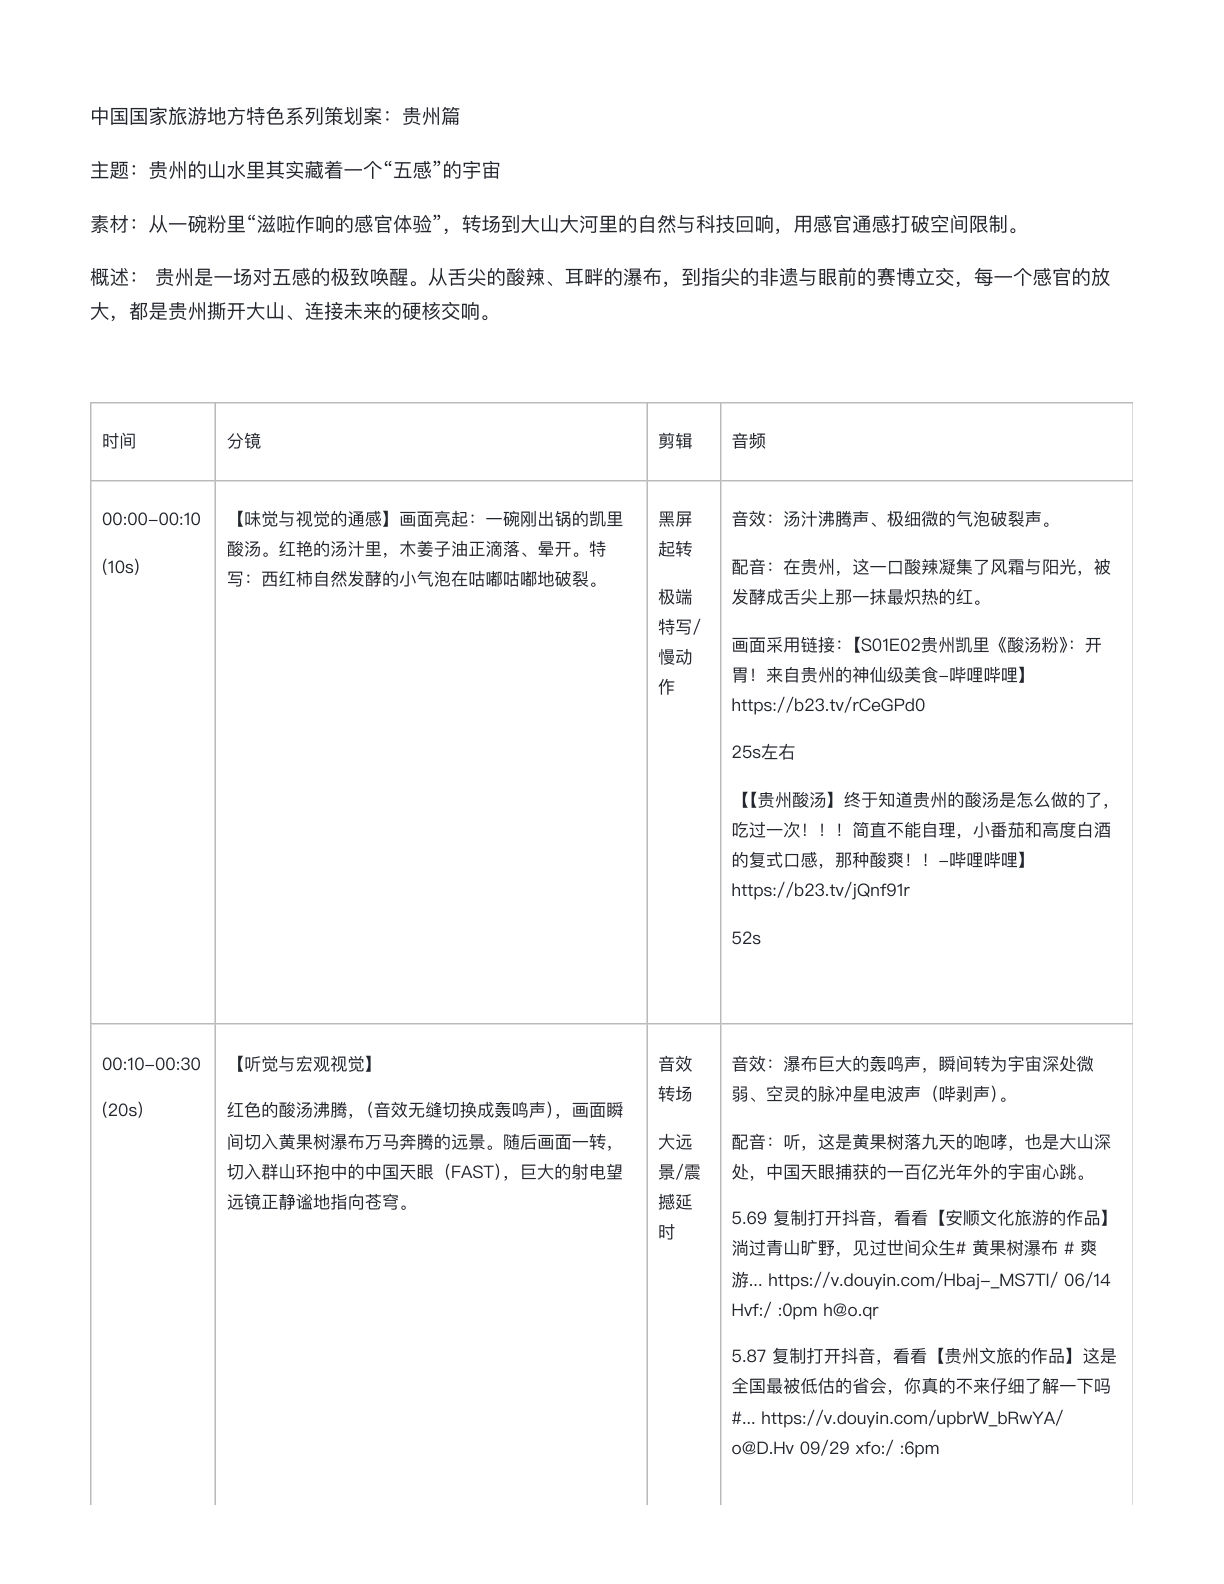 中国国家旅游地方特色系列策划案：贵州篇
主题：贵州的山水里其实藏着一个“五感”的宇宙
素材：从一碗粉里“滋啦作响的感官体验”，转场到大山大河里的自然与科技回响，用感官通感打破空间限制。
概述： 贵州是一场对五感的极致唤醒。从舌尖的酸辣、耳畔的瀑布，到指尖的非遗与眼前的赛博立交，每一个感官的放
大，都是贵州撕开大山、连接未来的硬核交响。
时间
分镜
剪辑
音频
00:00-00:10
(10s)
【味觉与视觉的通感】画面亮起：一碗刚出锅的凯里
酸汤。红艳的汤汁里，木姜子油正滴落、晕开。特
写：西红柿自然发酵的小气泡在咕嘟咕嘟地破裂。
黑屏
起转
极端
特写/
慢动
作
音效：汤汁沸腾声、极细微的气泡破裂声。
配音：在贵州，这一口酸辣凝集了风霜与阳光，被
发酵成舌尖上那一抹最炽热的红。
画面采用链接：【S01E02贵州凯里《酸汤粉》：开
胃！来自贵州的神仙级美食-哔哩哔哩】
https://b23.tv/rCeGPd0
25s左右
【【贵州酸汤】终于知道贵州的酸汤是怎么做的了，
吃过一次！！！简直不能自理，小番茄和高度白酒
的复式口感，那种酸爽！！-哔哩哔哩】
https://b23.tv/jQnf91r
52s
00:10-00:30
(20s)
【听觉与宏观视觉】
红色的酸汤沸腾，（音效无缝切换成轰鸣声），画面瞬
间切入黄果树瀑布万马奔腾的远景。随后画面一转，
切入群山环抱中的中国天眼（FAST），巨大的射电望
远镜正静谧地指向苍穹。
音效
转场
大远
景/震
撼延
时
音效：瀑布巨大的轰鸣声，瞬间转为宇宙深处微
弱、空灵的脉冲星电波声（哔剥声）。
配音：听，这是黄果树落九天的咆哮，也是大山深
处，中国天眼捕获的一百亿光年外的宇宙心跳。
5.69 复制打开抖音，看看【安顺文化旅游的作品】
淌过青山旷野，见过世间众生# 黄果树瀑布 # 爽
游... https://v.douyin.com/Hbaj-_MS7TI/ 06/14
Hvf:/ :0pm h@o.qr
5.87 复制打开抖音，看看【贵州文旅的作品】这是
全国最被低估的省会，你真的不来仔细了解一下吗
#... https://v.douyin.com/upbrW_bRwYA/
o@D.Hv 09/29 xfo:/ :6pm